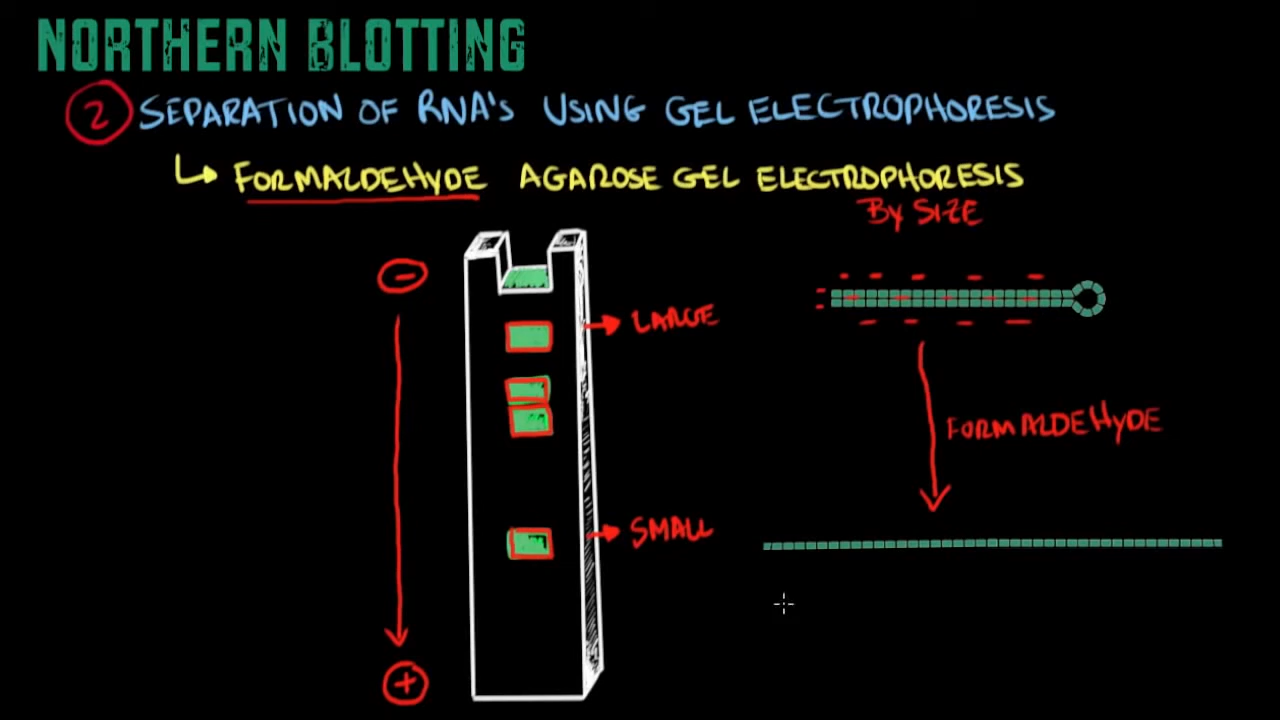 NORTHERN BLOTTING
2 SEPARATION OF RNA'S USING GEL ELECTROPHORESIS
FORMALDEHYDE AGAROSE GEL ELECTROPHORESIS
By SIZE
−
LARGE
FORMALDEHYDE
SMALL
+